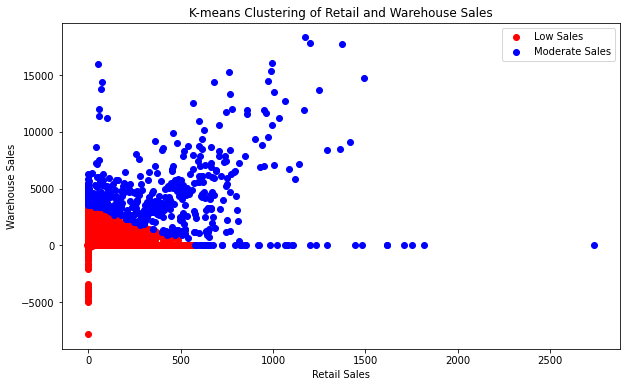 K-means Clustering of Retail and Warehouse Sales
Low Sales
Moderate Sales
Warehouse Sales
15000
10000
5000
0
−5000
0 500 1000 1500 2000 2500
Retail Sales